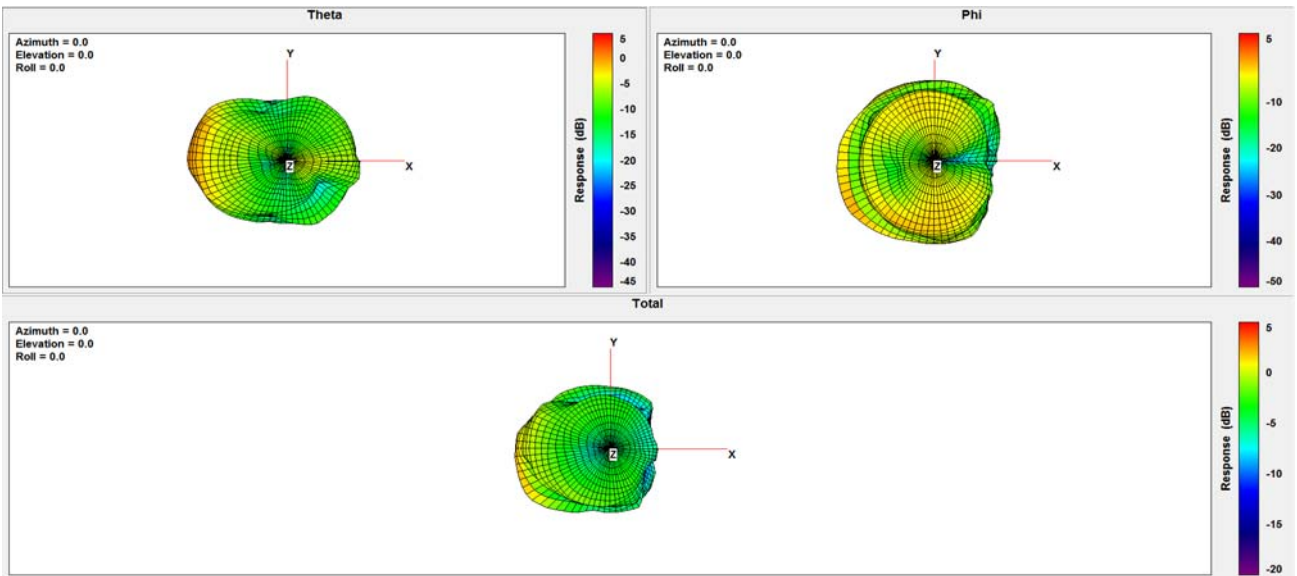 Theta
Azimuth = 0.0
Elevation = 0.0
Roll = 0.0
Y
Z
X
Response (dB)
5
0
-5
-10
-15
-20
-25
-30
-35
-40
-45
Phi
Azimuth = 0.0
Elevation = 0.0
Roll = 0.0
Y
Z
X
Response (dB)
5
-10
-20
-30
-40
-50
Total
Azimuth = 0.0
Elevation = 0.0
Roll = 0.0
Y
Z
X
Response (dB)
5
0
-5
-10
-15
-20